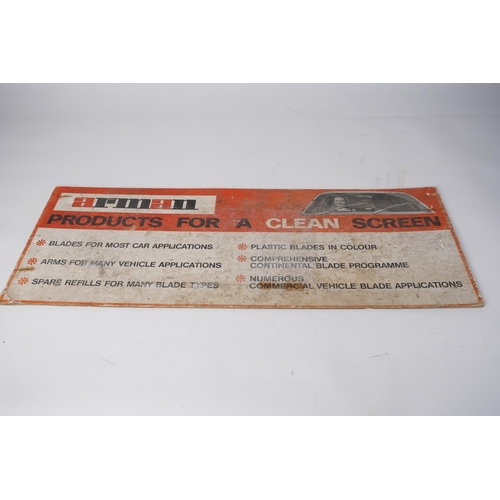 arman
PRODUCTS FOR A CLEAN SCREEN
BLADES FOR MOST CAR APPLICATIONS
ARMS FOR MANY VEHICLE APPLICATIONS
SPARE REFILLS FOR MANY BLADE TYPES
PLASTIC BLADES IN COLOUR
COMPREHENSIVE
CONTINENTAL BLADE PROGRAMME
NUMEROUS
COMMERCIAL VEHICLE BLADE APPLICATIONS